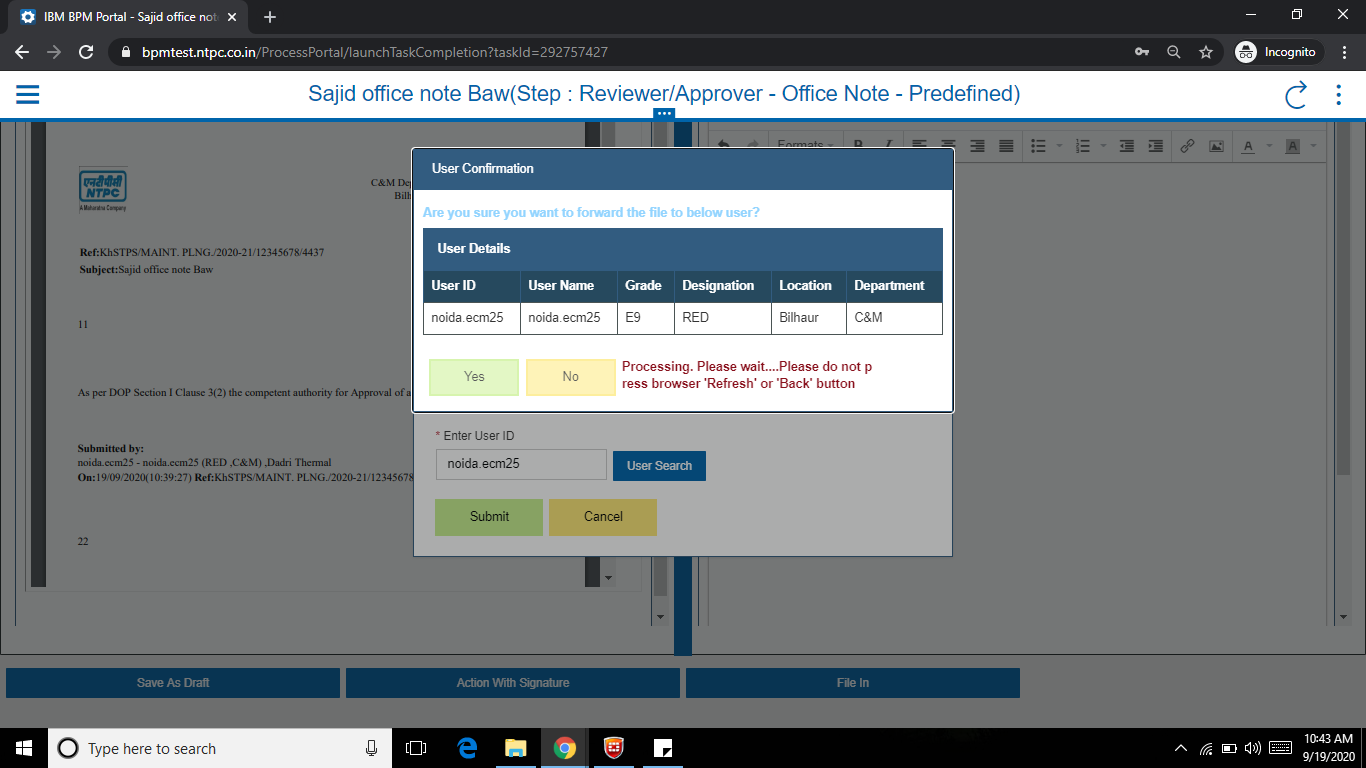 IBM BPM Portal - Sajid office not
bpmtest.ntpc.co.in/ProcessPortal/launchTaskCompletion?taskId=292757427
Incognito
Sajid office note Baw(Step : Reviewer/Approver - Office Note - Predefined)
Formats
B I
A A
एनटीपीसी
NTPC
A Maharatna Company
C&M De
Bilh
Ref:KhSTPS/MAINT. PLNG./2020-21/12345678/4437
Subject:Sajid office note Baw
11
As per DOP Section I Clause 3(2) the competent authority for Approval of a
Submitted by:
noida.ecm25 - noida.ecm25 (RED ,C&M) ,Dadri Thermal
On:19/09/2020(10:39:27) Ref:KhSTPS/MAINT. PLNG./2020-21/12345678
22
User Confirmation
Are you sure you want to forward the file to below user?
User Details
User ID User Name Grade Designation Location Department
noida.ecm25 noida.ecm25 E9 RED Bilhaur C&M
Yes No
Processing. Please wait....Please do not p
ress browser 'Refresh' or 'Back' button
* Enter User ID
noida.ecm25 User Search
Submit Cancel
Save As Draft Action With Signature File In
Type here to search
10:43 AM
9/19/2020